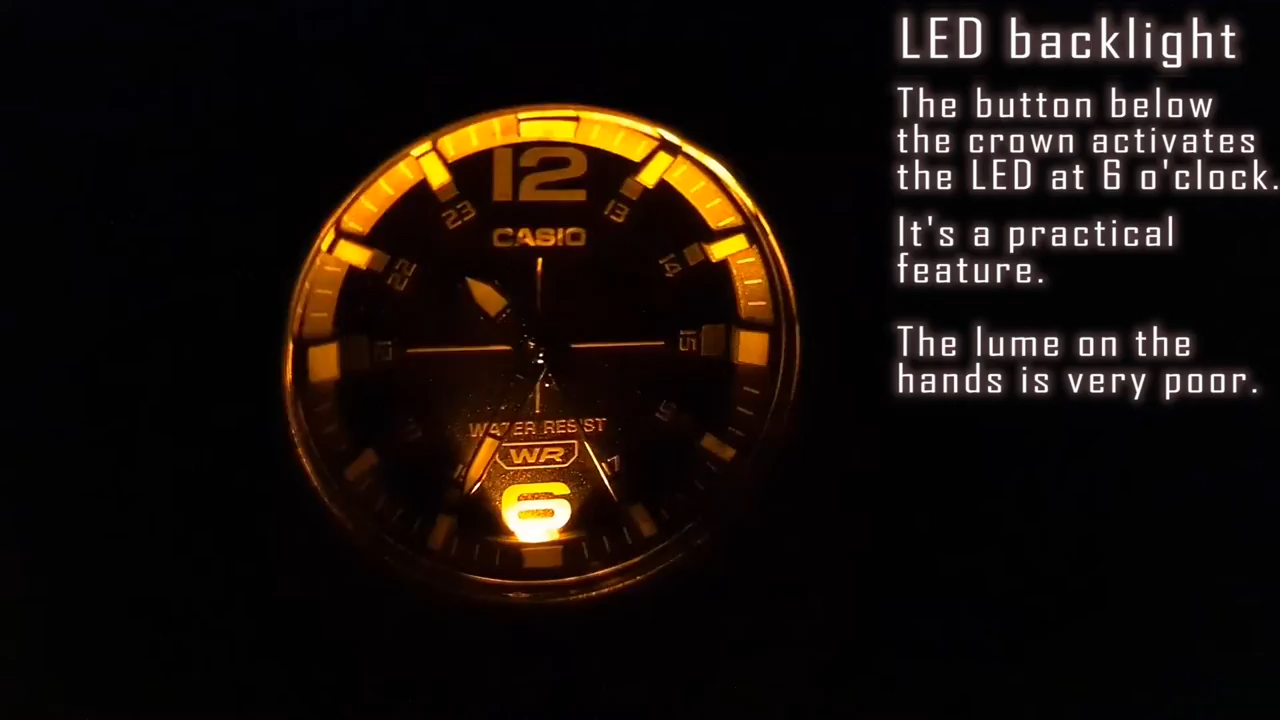 LED backlight
The button below
the crown activates
the LED at 6 o'clock.
It's a practical
feature.
The lume on the
hands is very poor.
12
23
13
CASIO
22
14
15
WATER RESIST
WR
17
6